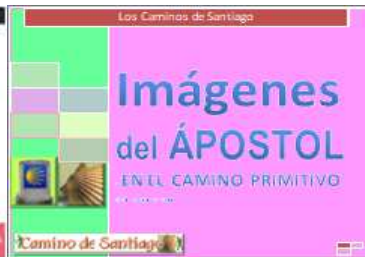 Los Caminos de Santiago
Imágenes
del ÁPOSTOL
EN EL CAMINO PRIMITIVO
Camino de Santiago